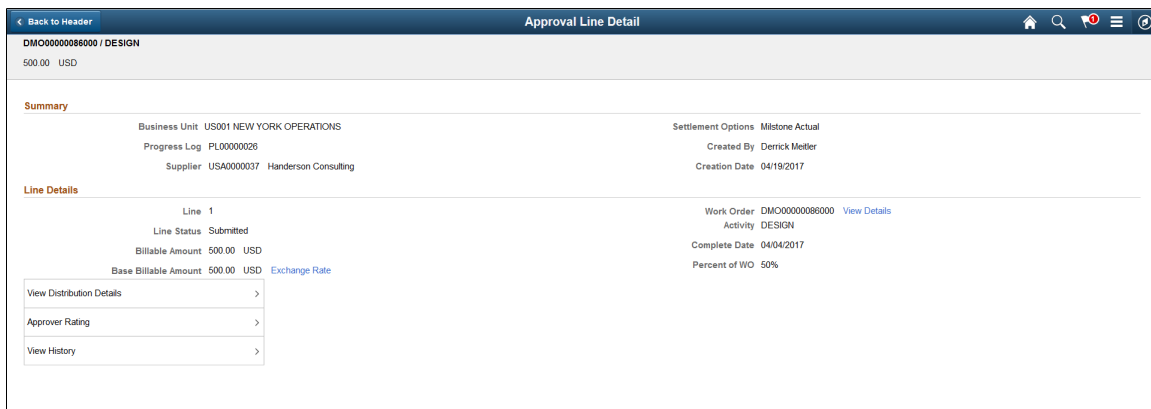 Back to Header
Approval Line Detail
1
DMO00000086000 / DESIGN
500.00 USD
Summary
Business Unit US001 NEW YORK OPERATIONS
Settlement Options Milstone Actual
Progress Log PL00000026
Created By Derrick Meitler
Supplier USA0000037 Handerson Consulting
Creation Date 04/19/2017
Line Details
Line 1
Work Order DMO00000086000 View Details
Line Status Submitted
Activity DESIGN
Billable Amount 500.00 USD
Complete Date 04/04/2017
Base Billable Amount 500.00 USD Exchange Rate
Percent of WO 50%
View Distribution Details
Approver Rating
View History